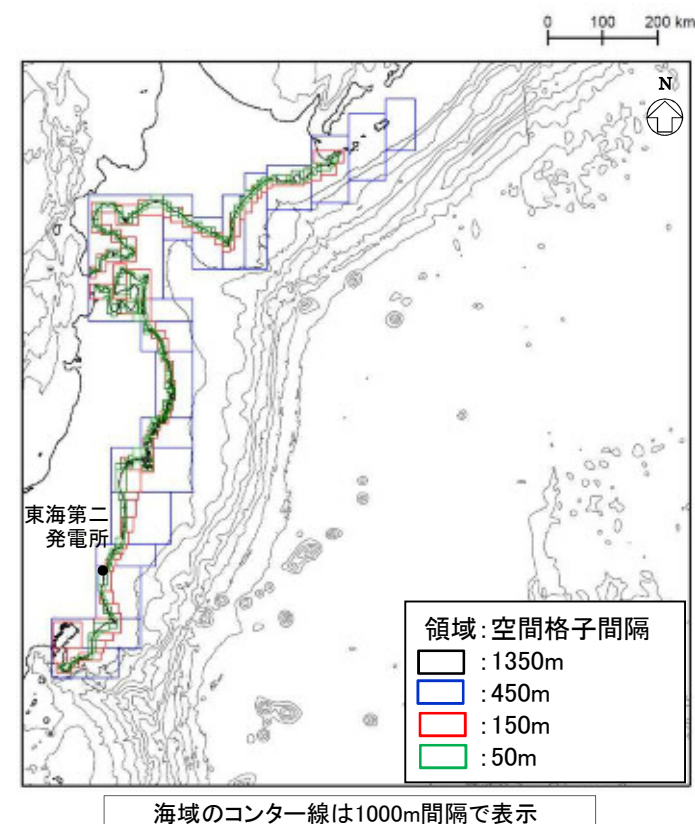 0 100 200 km
N
東海第二
発電所
領域:空間格子間隔
:1350m
:450m
:150m
:50m
海域のコンター線は1000m間隔で表示